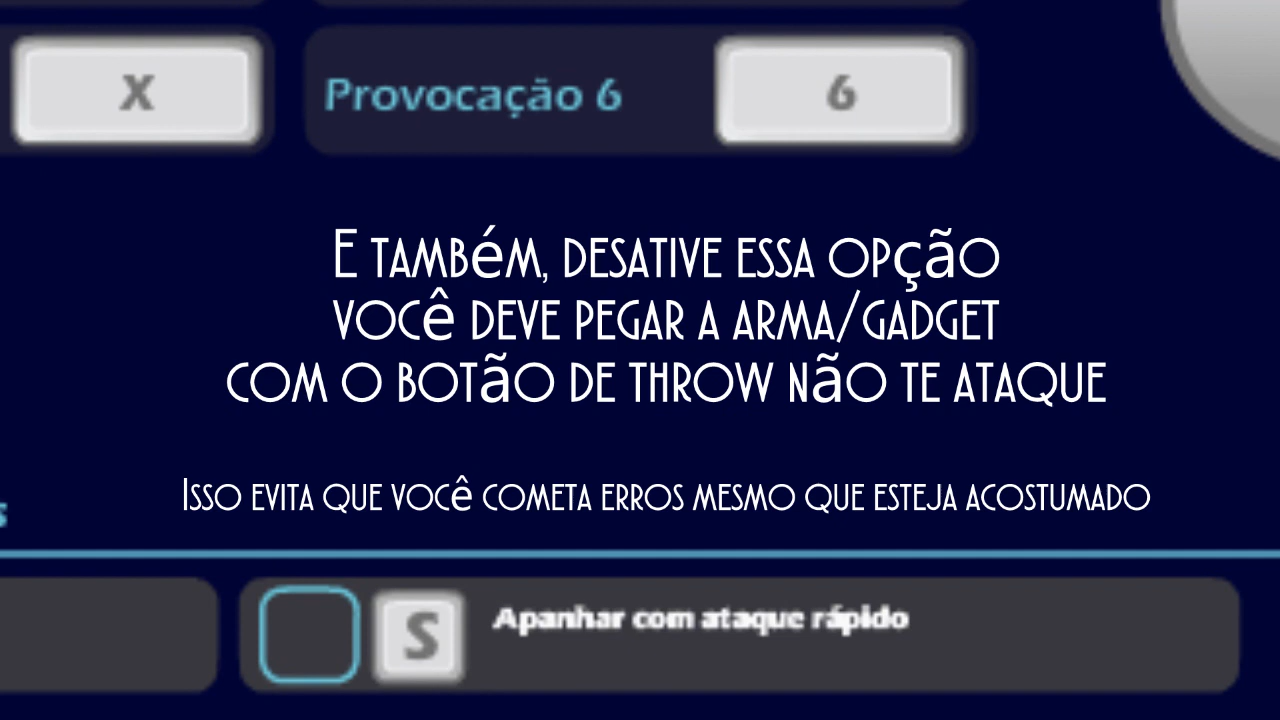 X
Provocação 6
6
E também, desative essa opção
você deve pegar a arma/gadget
com o botão de throw não te ataque
Isso evita que você cometa erros mesmo que esteja acostumado
s
S
Apanhar com ataque rápido